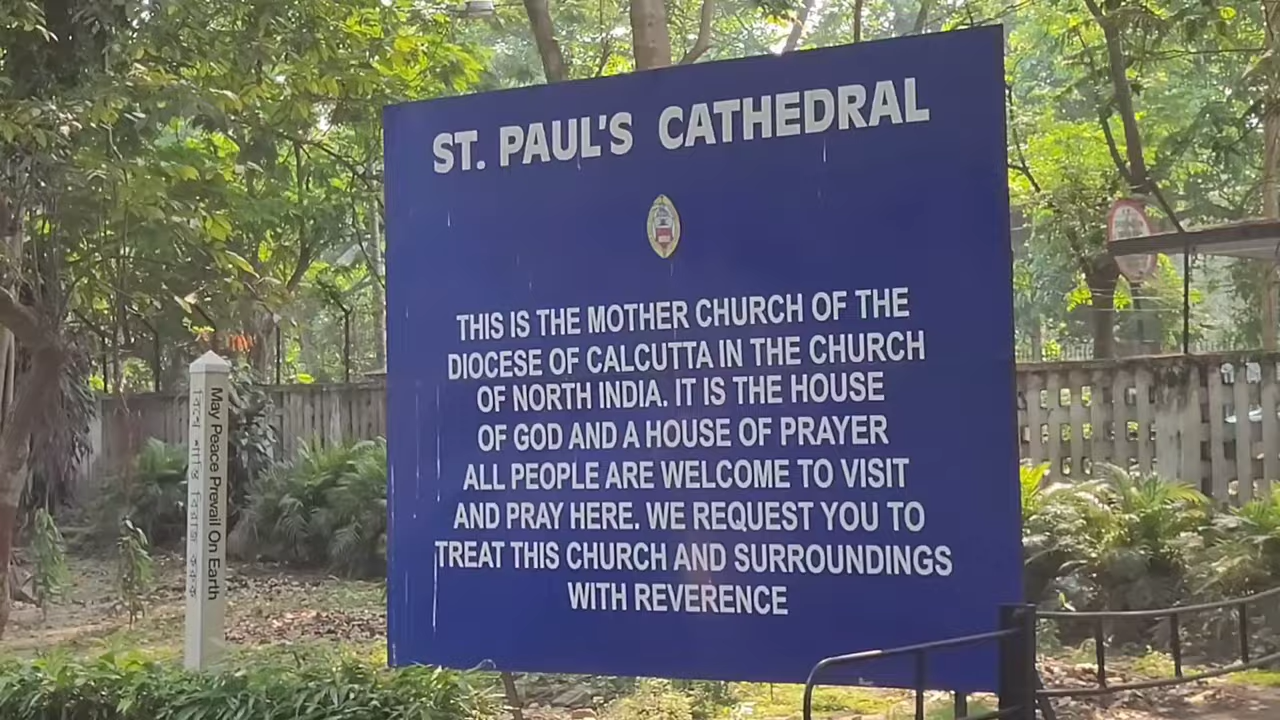 ST. PAUL'S CATHEDRAL
THIS IS THE MOTHER CHURCH OF THE
DIOCESE OF CALCUTTA IN THE CHURCH
OF NORTH INDIA. IT IS THE HOUSE
OF GOD AND A HOUSE OF PRAYER
ALL PEOPLE ARE WELCOME TO VISIT
AND PRAY HERE. WE REQUEST YOU TO
TREAT THIS CHURCH AND SURROUNDINGS
WITH REVERENCE
May Peace Prevail On Earth